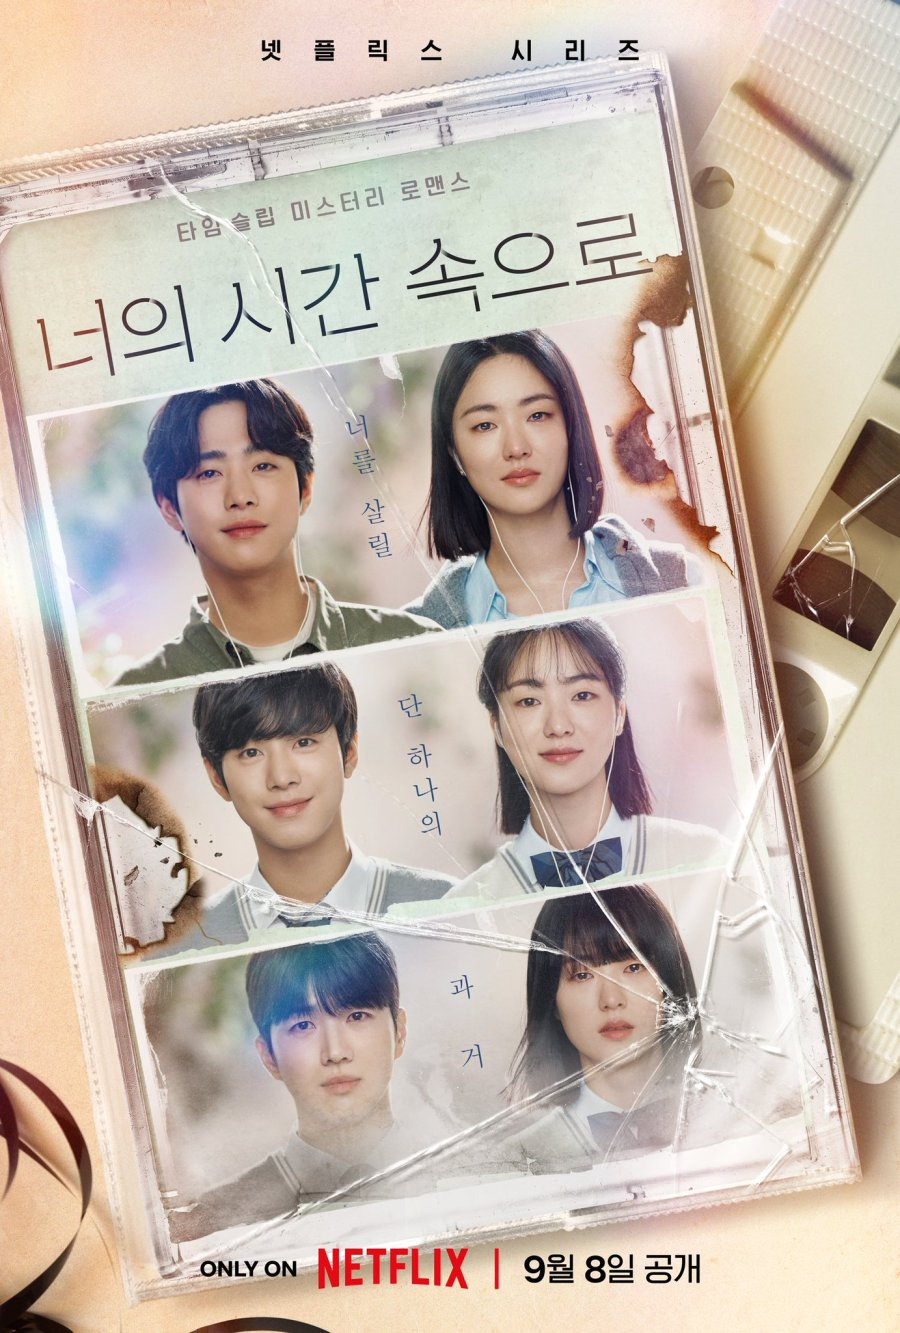 넷플릭스 시리즈
타임 슬립 미스터리 로맨스
너의 시간 속으로
너를 살릴
단 하나의
과거
ONLY ON NETFLIX | 9월 8일 공개